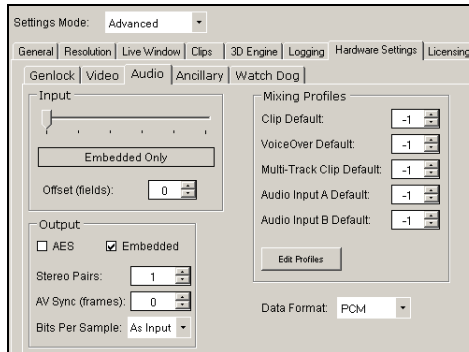 Settings Mode: Advanced
General Resolution Live Window Clips 3D Engine Logging Hardware Settings Licensing
Genlock Video Audio Ancillary Watch Dog
Input
Embedded Only
Offset (fields): 0
Output
AES Embedded
Stereo Pairs: 1
AV Sync (frames): 0
Bits Per Sample: As Input
Mixing Profiles
Clip Default: -1
VoiceOver Default: -1
Multi-Track Clip Default: -1
Audio Input A Default: -1
Audio Input B Default: -1
Edit Profiles
Data Format: PCM